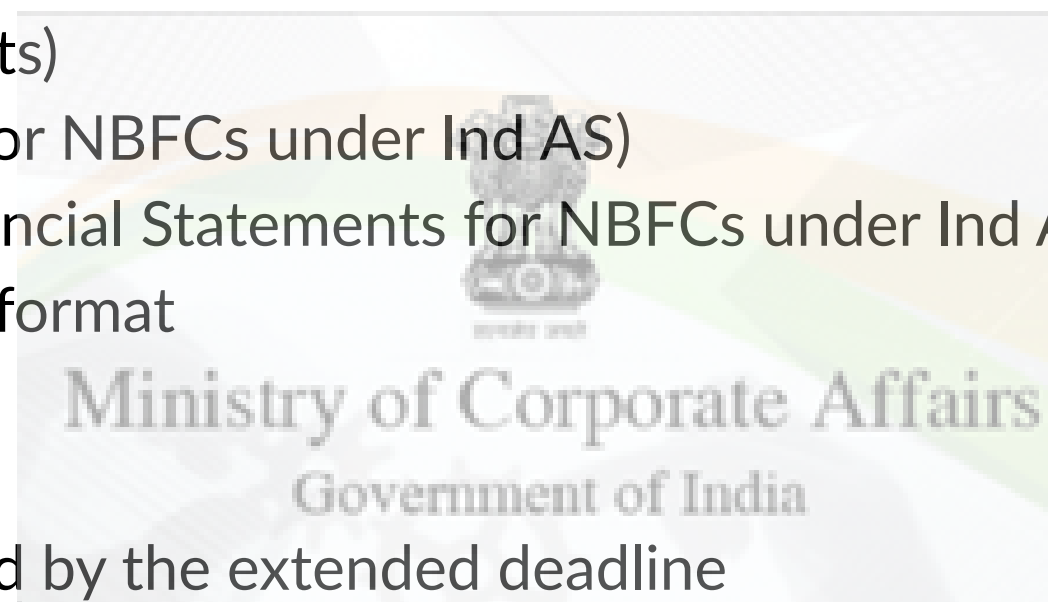 ts)
or NBFCs under Ind AS)
ncial Statements for NBFCs under Ind A
format
Ministry of Corporate Affairs
Government of India
d by the extended deadline